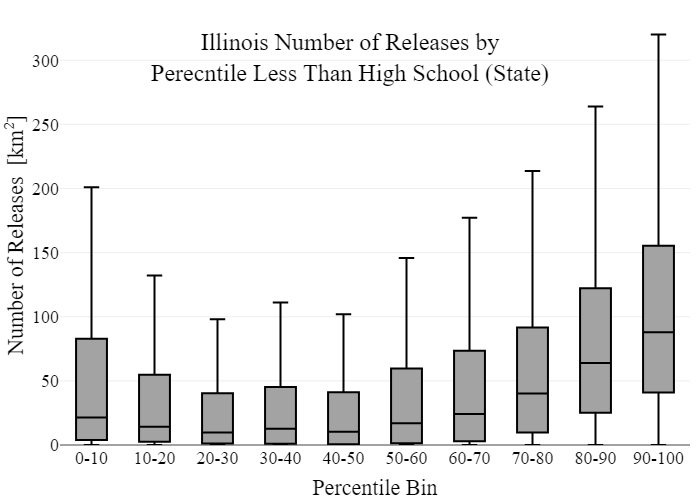 Illinois Number of Releases by
Perecntile Less Than High School (State)
Number of Releases [km²]
300
250
200
150
100
50
0
0-10 10-20 20-30 30-40 40-50 50-60 60-70 70-80 80-90 90-100
Percentile Bin